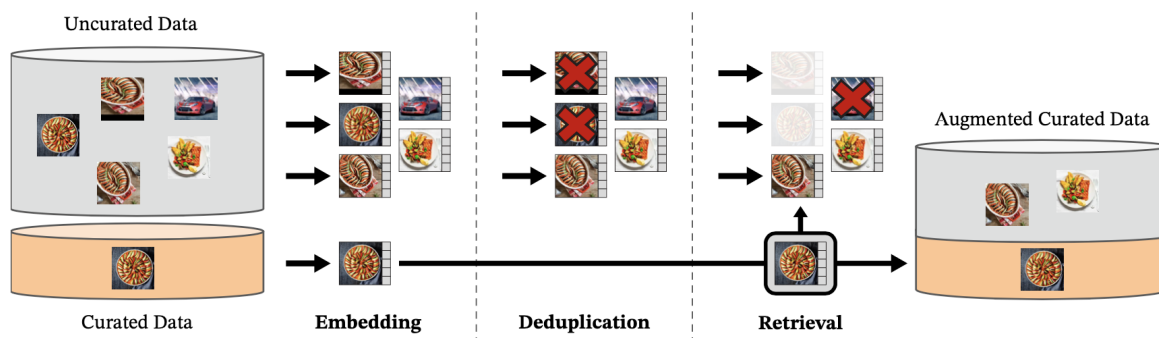 Uncurated Data
Augmented Curated Data
Curated Data
Embedding
Deduplication
Retrieval